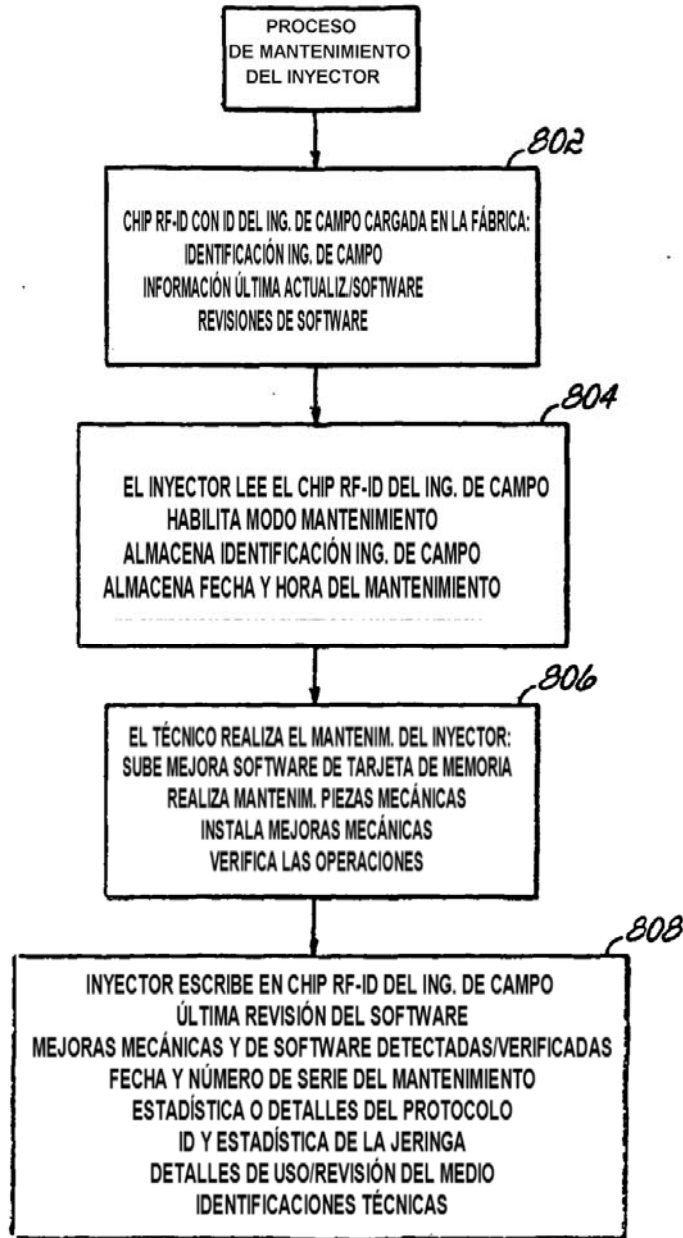 PROCESO
DE MANTENIMIENTO
DEL INYECTOR
802
CHIP RF-ID CON ID DEL ING. DE CAMPO CARGADA EN LA FÁBRICA:
IDENTIFICACIÓN ING. DE CAMPO
INFORMACIÓN ÚLTIMA ACTUALIZ./SOFTWARE
REVISIONES DE SOFTWARE
804
EL INYECTOR LEE EL CHIP RF-ID DEL ING. DE CAMPO
HABILITA MODO MANTENIMIENTO
ALMACENA IDENTIFICACIÓN ING. DE CAMPO
ALMACENA FECHA Y HORA DEL MANTENIMIENTO
806
EL TÉCNICO REALIZA EL MANTENIM. DEL INYECTOR:
SUBE MEJORA SOFTWARE DE TARJETA DE MEMORIA
REALIZA MANTENIM. PIEZAS MECÁNICAS
INSTALA MEJORAS MECÁNICAS
VERIFICA LAS OPERACIONES
808
INYECTOR ESCRIBE EN CHIP RF-ID DEL ING. DE CAMPO
ÚLTIMA REVISIÓN DEL SOFTWARE
MEJORAS MECÁNICAS Y DE SOFTWARE DETECTADAS/VERIFICADAS
FECHA Y NÚMERO DE SERIE DEL MANTENIMIENTO
ESTADÍSTICA O DETALLES DEL PROTOCOLO
ID Y ESTADÍSTICA DE LA JERINGA
DETALLES DE USO/REVISIÓN DEL MEDIO
IDENTIFICACIONES TÉCNICAS